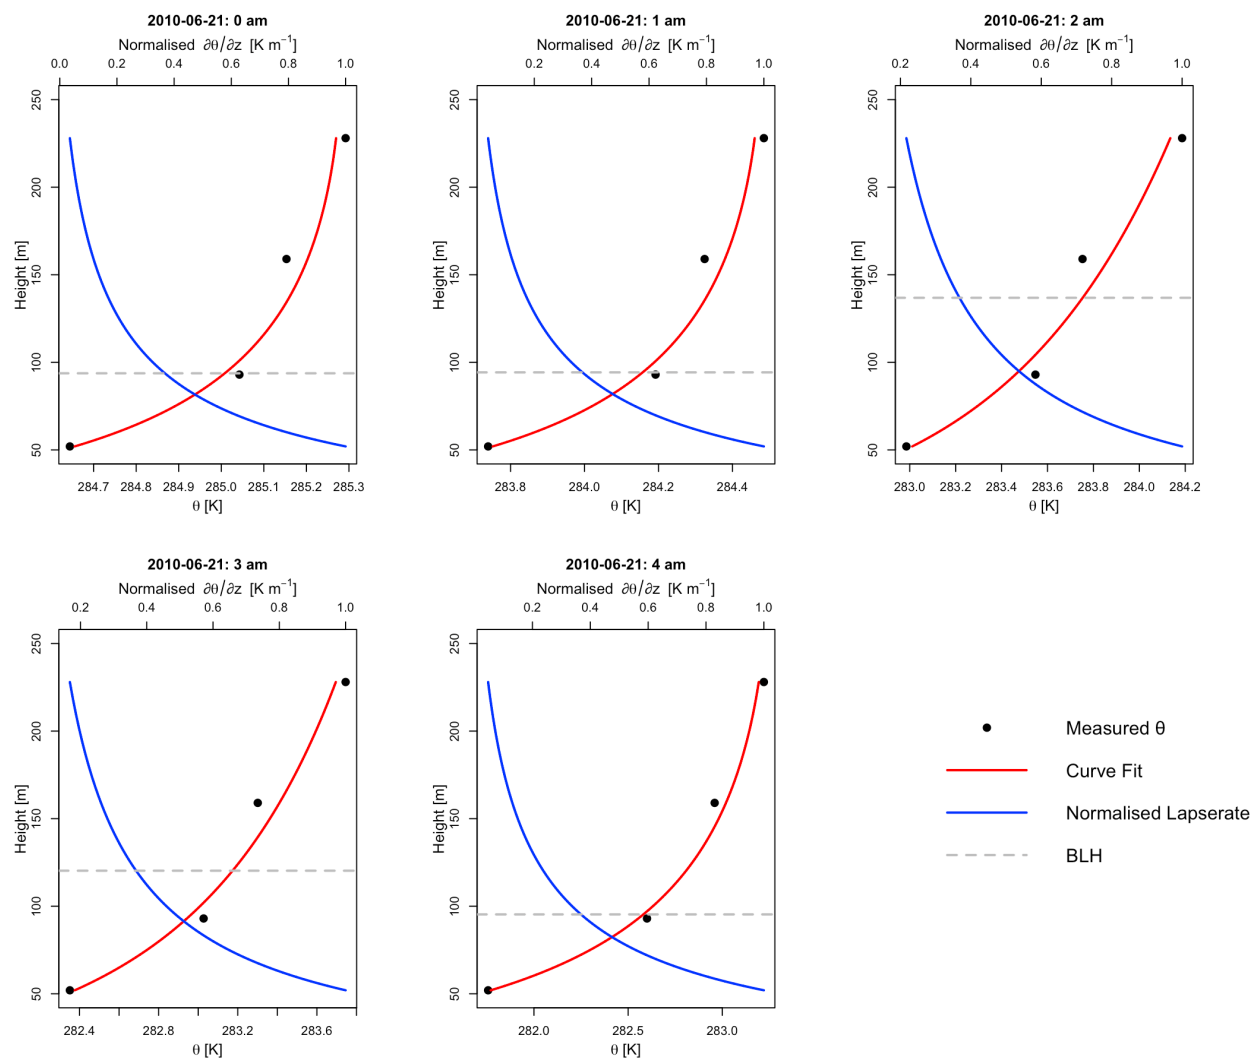 2010-06-21: 0 am
Normalised ∂θ/∂z [K m⁻¹]
0.0 0.2 0.4 0.6 0.8 1.0
Height [m]
250
200
150
100
50
284.7 284.8 284.9 285.0 285.1 285.2 285.3
θ [K]
2010-06-21: 1 am
Normalised ∂θ/∂z [K m⁻¹]
0.2 0.4 0.6 0.8 1.0
Height [m]
250
200
150
100
50
283.8 284.0 284.2 284.4
θ [K]
2010-06-21: 2 am
Normalised ∂θ/∂z [K m⁻¹]
0.2 0.4 0.6 0.8 1.0
Height [m]
250
200
150
100
50
283.0 283.2 283.4 283.6 283.8 284.0 284.2
θ [K]
2010-06-21: 3 am
Normalised ∂θ/∂z [K m⁻¹]
0.2 0.4 0.6 0.8 1.0
Height [m]
250
200
150
100
50
282.4 282.8 283.2 283.6
θ [K]
2010-06-21: 4 am
Normalised ∂θ/∂z [K m⁻¹]
0.2 0.4 0.6 0.8 1.0
Height [m]
250
200
150
100
50
282.0 282.5 283.0
θ [K]
Measured θ
Curve Fit
Normalised Lapserate
BLH